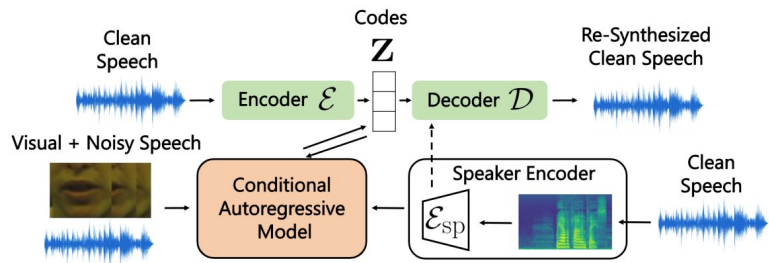 Codes
Clean
Speech
Z
Re-Synthesized
Clean Speech
Encoder ℰ
Decoder 𝒟
Visual + Noisy Speech
Conditional
Autoregressive
Model
Speaker Encoder
ℰsp
Clean
Speech